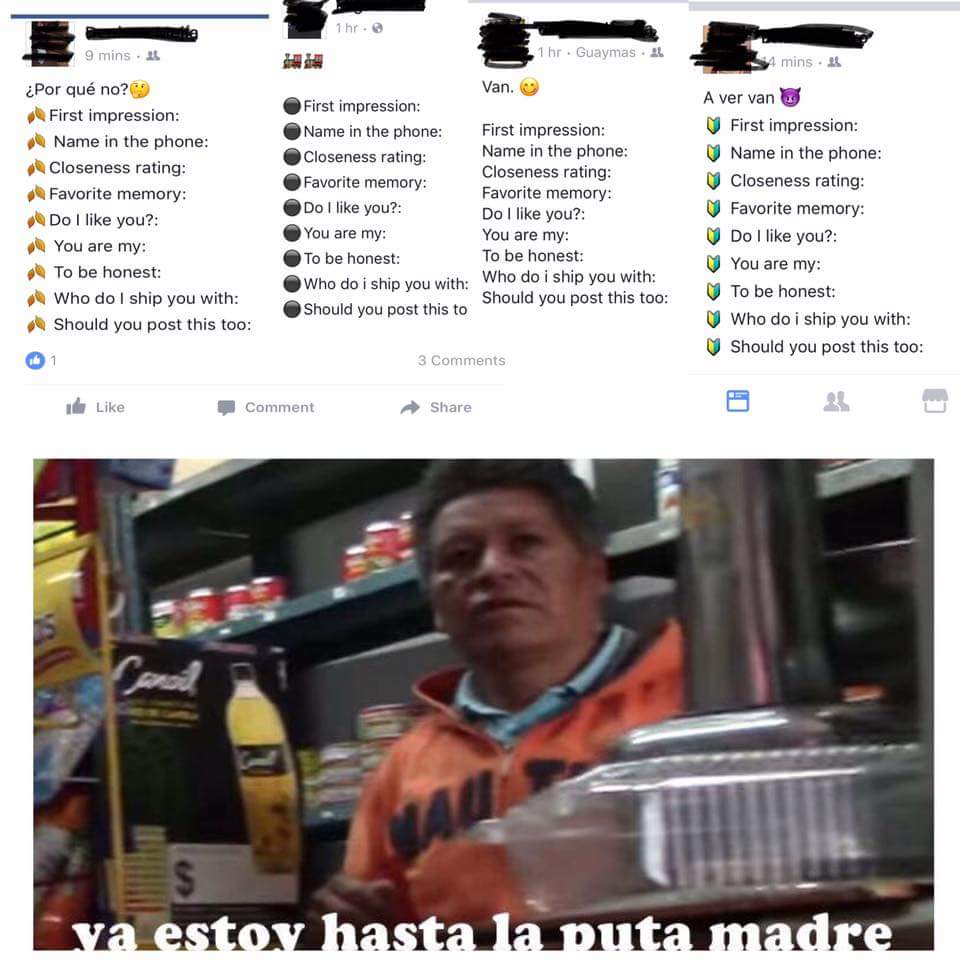 9 mins
¿Por qué no?🤔
First impression:
Name in the phone:
Closeness rating:
Favorite memory:
Do I like you?:
You are my:
To be honest:
Who do I ship you with:
Should you post this too:
1
3 Comments
Like
Comment
Share
1 hr
First impression:
Name in the phone:
Closeness rating:
Favorite memory:
Do I like you?:
You are my:
To be honest:
Who do i ship you with:
Should you post this to
1 hr · Guaymas
Van. 😋
First impression:
Name in the phone:
Closeness rating:
Favorite memory:
Do I like you?:
You are my:
To be honest:
Who do i ship you with:
Should you post this too:
4 mins
A ver van 😈
First impression:
Name in the phone:
Closeness rating:
Favorite memory:
Do I like you?:
You are my:
To be honest:
Who do i ship you with:
Should you post this too:
Canoil
$
ya estoy hasta la puta madre